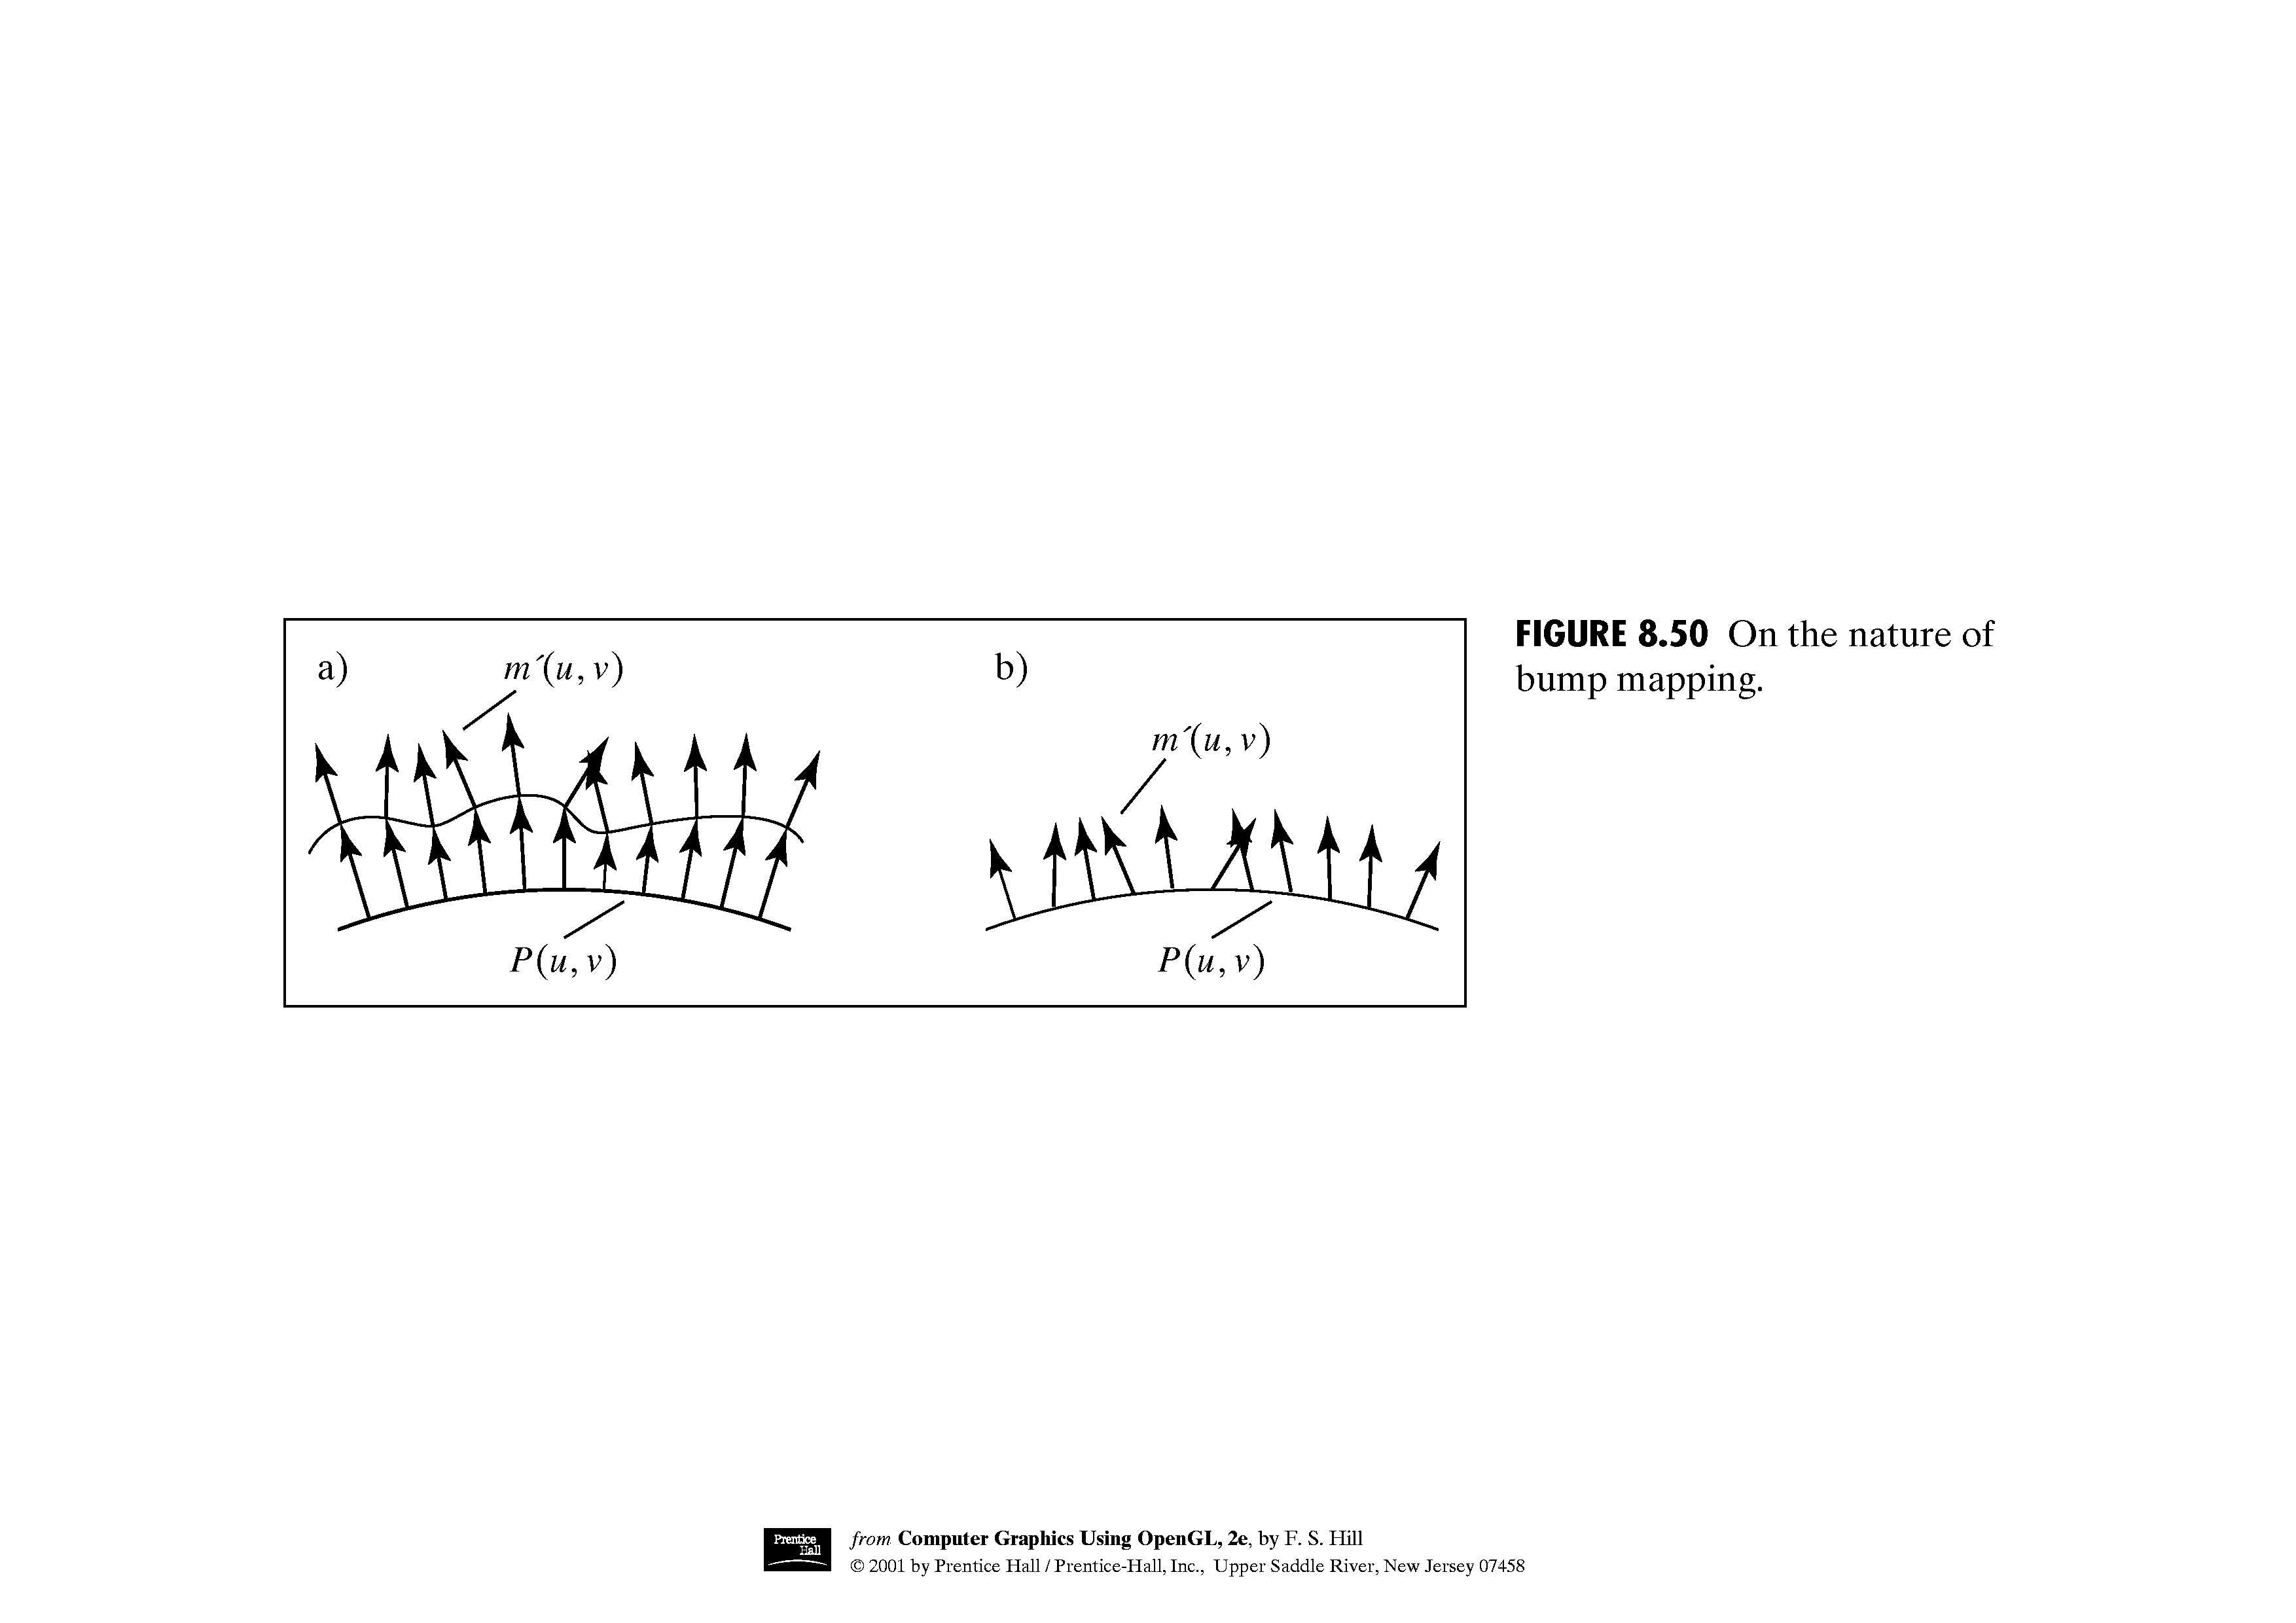 a)
m´(u, v)
P(u, v)
b)
m´(u, v)
P(u, v)
FIGURE 8.50 On the nature of
bump mapping.
Prentice
Hall
from Computer Graphics Using OpenGL, 2e, by F. S. Hill
© 2001 by Prentice Hall / Prentice-Hall, Inc., Upper Saddle River, New Jersey 07458